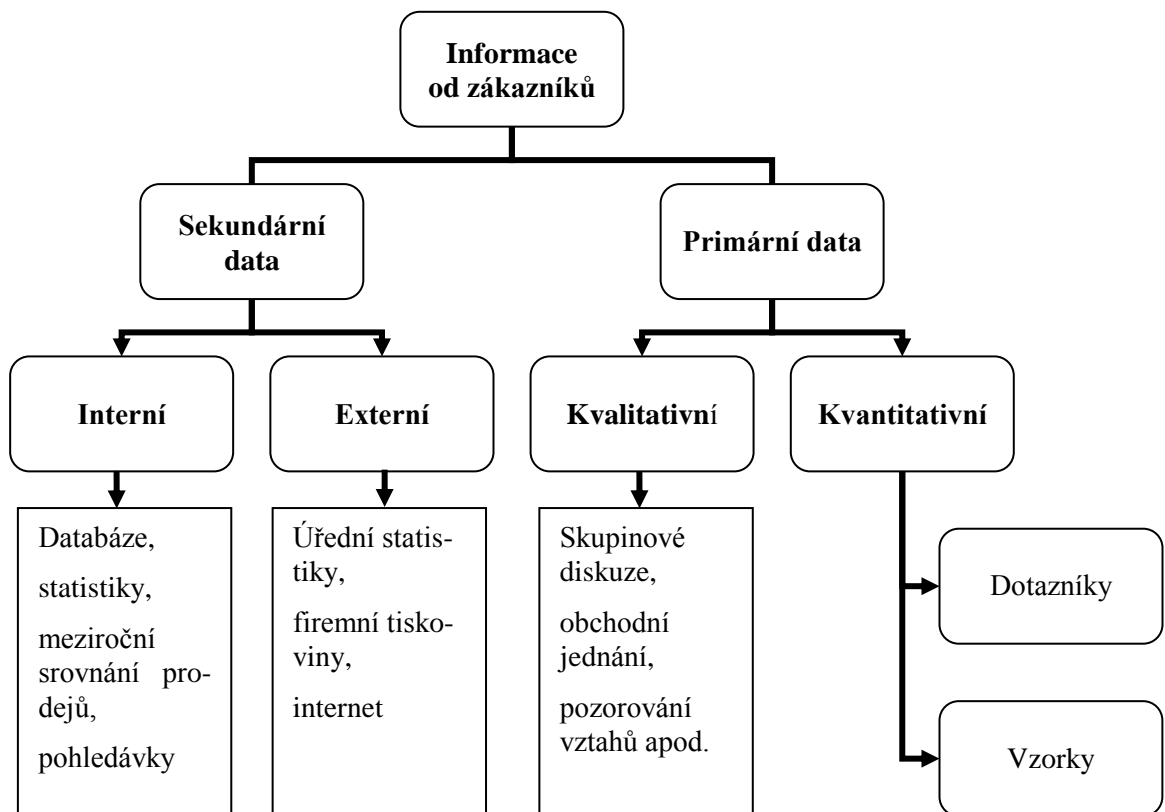 Informace
od zákazníků
Sekundární
data
Primární data
Interní
Externí
Kvalitativní
Kvantitativní
Databáze,
statistiky,
meziroční
srovnání pro-
dejů,
pohledávky
Úřední statis-
tiky,
firemní tisko-
viny,
internet
Skupinové
diskuze,
obchodní
jednání,
pozorování
vztahů apod.
Dotazníky
Vzorky